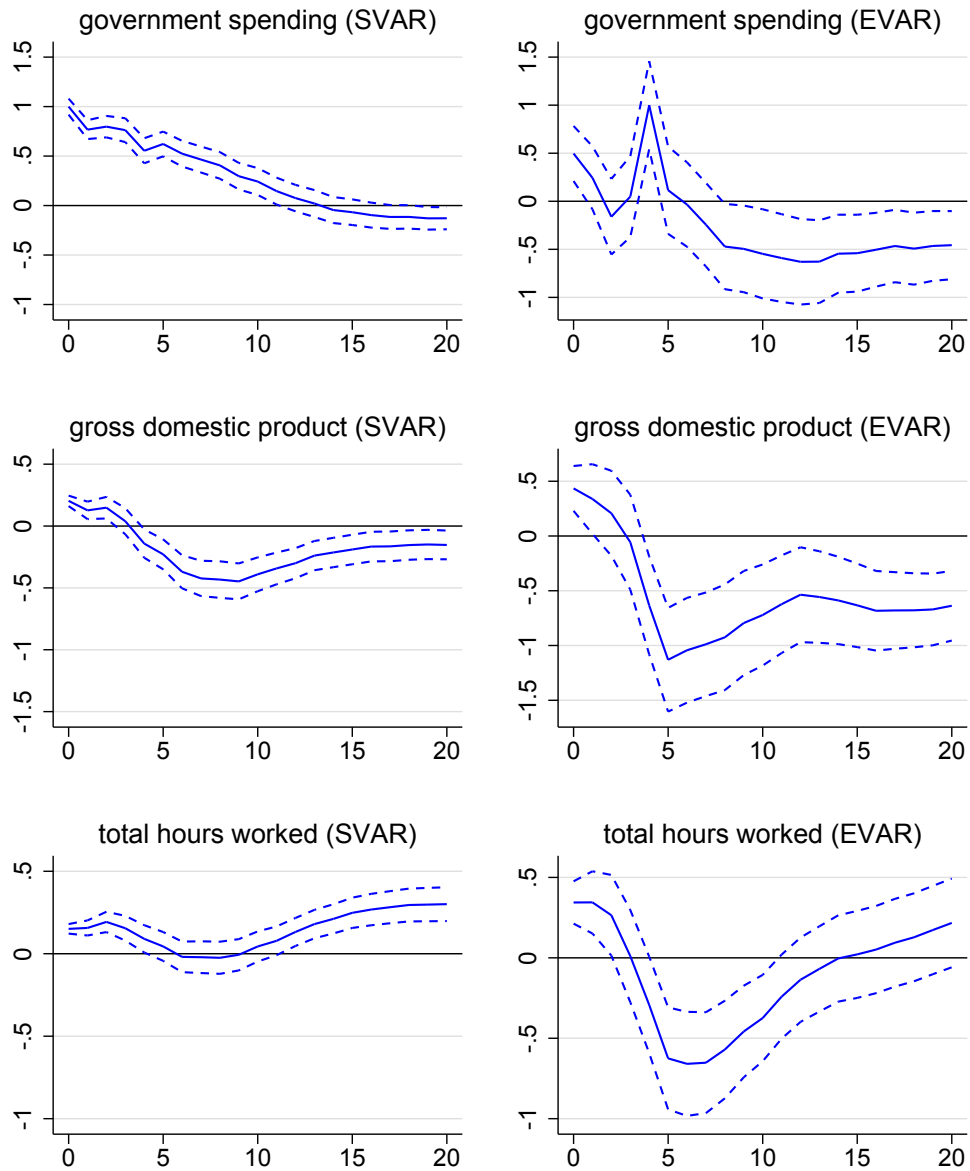 government spending (SVAR)
1.5
1
.5
0
-.5
-1
0 5 10 15 20
government spending (EVAR)
1.5
1
.5
0
-.5
-1
0 5 10 15 20
gross domestic product (SVAR)
.5
0
-.5
-1
-1.5
0 5 10 15 20
gross domestic product (EVAR)
.5
0
-.5
-1
-1.5
0 5 10 15 20
total hours worked (SVAR)
.5
0
-.5
-1
0 5 10 15 20
total hours worked (EVAR)
.5
0
-.5
-1
0 5 10 15 20